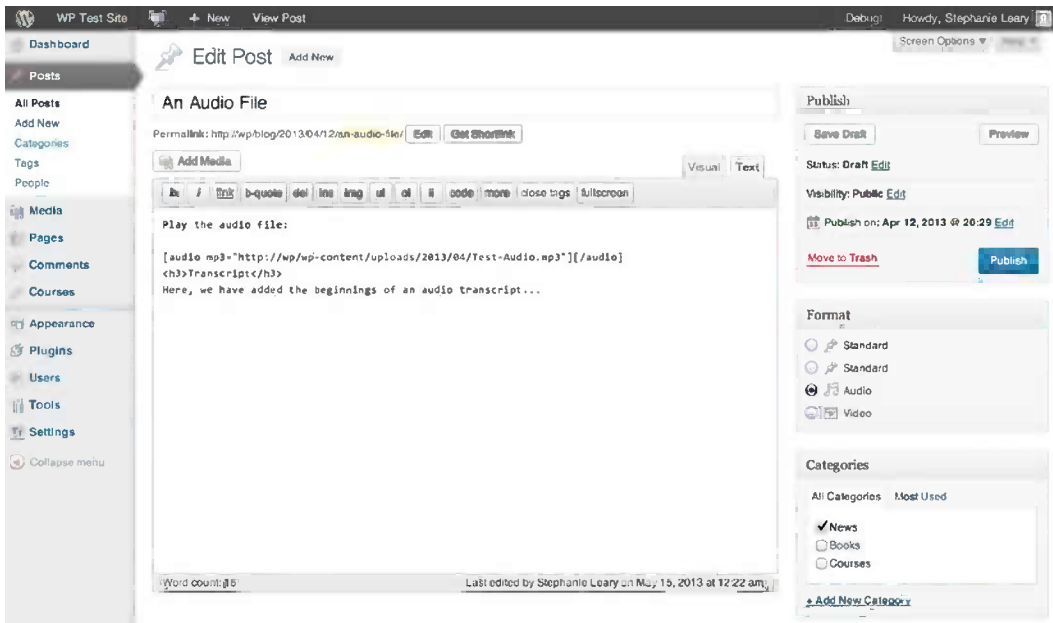 WP Test Site + New View Post Debug! Howdy, Stephanie Leary
Screen Options ▼
Dashboard
Posts
All Posts
Add New
Categories
Tags
People
Media
Pages
Comments
Courses
Appearance
Plugins
Users
Tools
Settings
Collapse menu
Edit Post Add New
An Audio File
Permalink: http://wp/blog/2013/04/12/an-audio-file/ Edit Get Shortlink
Add Media
Visual Text
b i link b-quote del ins img ul ol li code more close tags fullscreen
Play the audio file:
[audio mp3="http://wp/wp-content/uploads/2013/04/Test-Audio.mp3"][/audio]
<h3>Transcript</h3>
Here, we have added the beginnings of an audio transcript...
Word count: 15
Last edited by Stephanie Leary on May 15, 2013 at 12:22 am
Publish
Save Draft Preview
Status: Draft Edit
Visibility: Public Edit
Publish on: Apr 12, 2013 @ 20:29 Edit
Move to Trash Publish
Format
Standard
Standard
Audio
Video
Categories
All Categories Most Used
News
Books
Courses
+ Add New Category